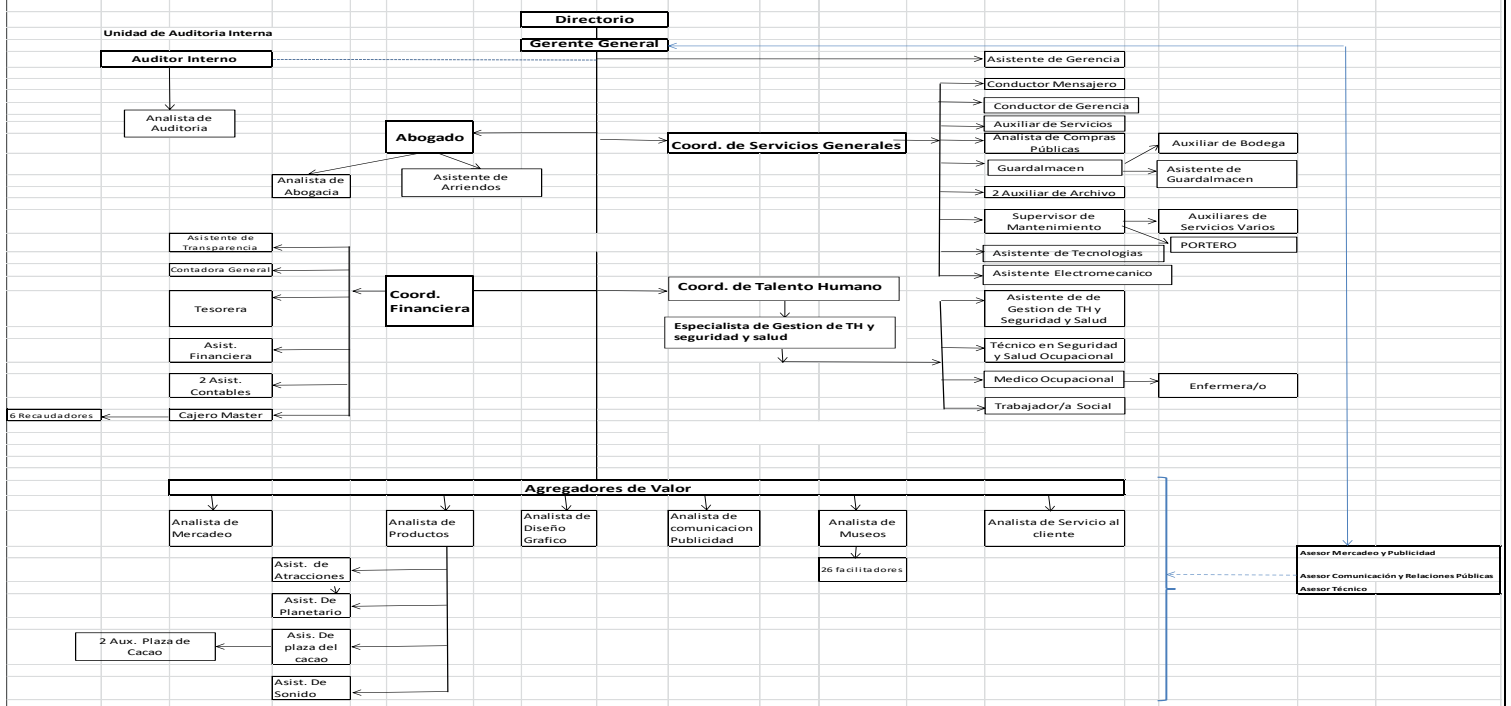 Directorio
Unidad de Auditoria Interna
Gerente General
Auditor Interno
Asistente de Gerencia
Conductor Mensajero
Conductor de Gerencia
Analista de
Auditoria
Auxiliar de Servicios
Abogado
Coord. de Servicios Generales
Analista de Compras
Públicas
Auxiliar de Bodega
Guardalmacen
Asistente de
Guardalmacen
Analista de
Abogacia
Asistente de
Arriendos
2 Auxiliar de Archivo
Supervisor de
Mantenimiento
Auxiliares de
Servicios Varios
PORTERO
Asistente de
Transparencia
Asistente de Tecnologias
Contadora General
Asistente Electromecanico
Coord.
Financiera
Coord. de Talento Humano
Tesorera
Asistente de de
Gestion de TH y
Seguridad y Salud
Especialista de Gestion de TH y
seguridad y salud
Asist.
Financiera
Técnico en Seguridad
y Salud Ocupacional
2 Asist.
Contables
Medico Ocupacional
Enfermera/o
6 Recaudadores
Cajero Master
Trabajador/a Social
Agregadores de Valor
Analista de
Mercadeo
Analista de
Productos
Analista de
Diseño
Grafico
Analista de
comunicacion
Publicidad
Analista de
Museos
Analista de Servicio al
cliente
Asesor Mercadeo y Publicidad
Asesor Comunicación y Relaciones Públicas
Asesor Técnico
Asist. de
Atracciones
26 facilitadores
Asist. De
Planetario
2 Aux. Plaza de
Cacao
Asis. De
plaza del
cacao
Asist. De
Sonido